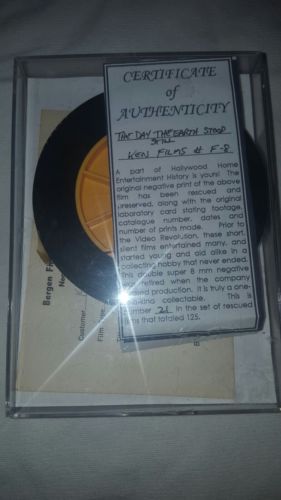 CERTIFICATE
of
AUTHENTICITY
THE DAY THE EARTH STOOD
STILL
KEN FILMS # F-8
A part of Hollywood Home
Entertainment History is yours! The
original negative print of the above
film has been rescued and
preserved, along with the original
laboratory card stating footage,
catalogue number, dates and
number of prints made. Prior to
the Video Revolution, these short,
silent films entertained many, and
started young and old alike in a
collecting hobby that never ended.
This double super 8 mm negative
was retired when the company
production. It is truly a one-
collectable. This is
number 21 in the set of rescued
films that totaled 125.
Bergen
Customer
Film